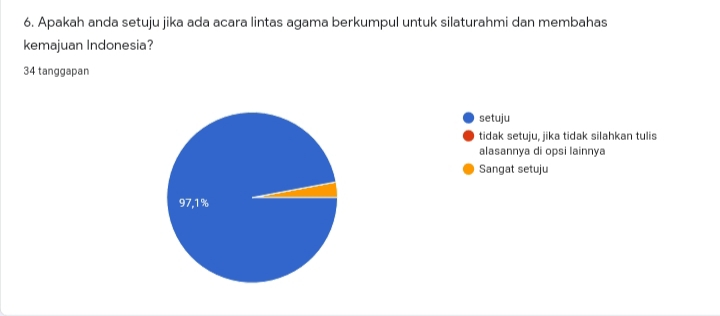 6. Apakah anda setuju jika ada acara lintas agama berkumpul untuk silaturahmi dan membahas
kemajuan Indonesia?
34 tanggapan
setuju
tidak setuju, jika tidak silahkan tulis
alasannya di opsi lainnya
Sangat setuju
97,1%